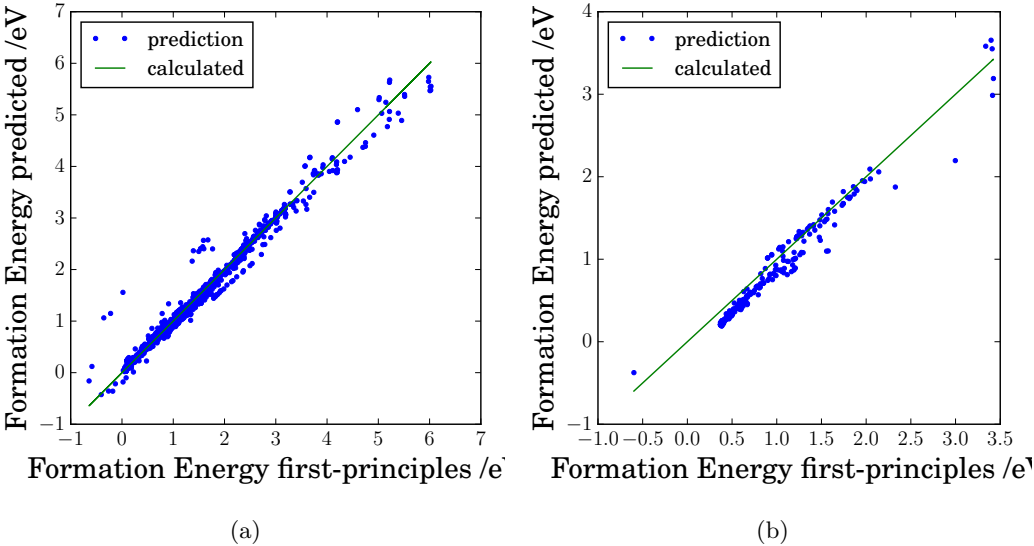 Formation Energy predicted /eV
7
6
5
4
3
2
1
0
−1
prediction
calculated
−1 0 1 2 3 4 5 6 7
Formation Energy first-principles /eV
(a)
Formation Energy predicted /eV
4
3
2
1
0
−1
prediction
calculated
−1.0 −0.5 0.0 0.5 1.0 1.5 2.0 2.5 3.0 3.5
Formation Energy first-principles /eV
(b)